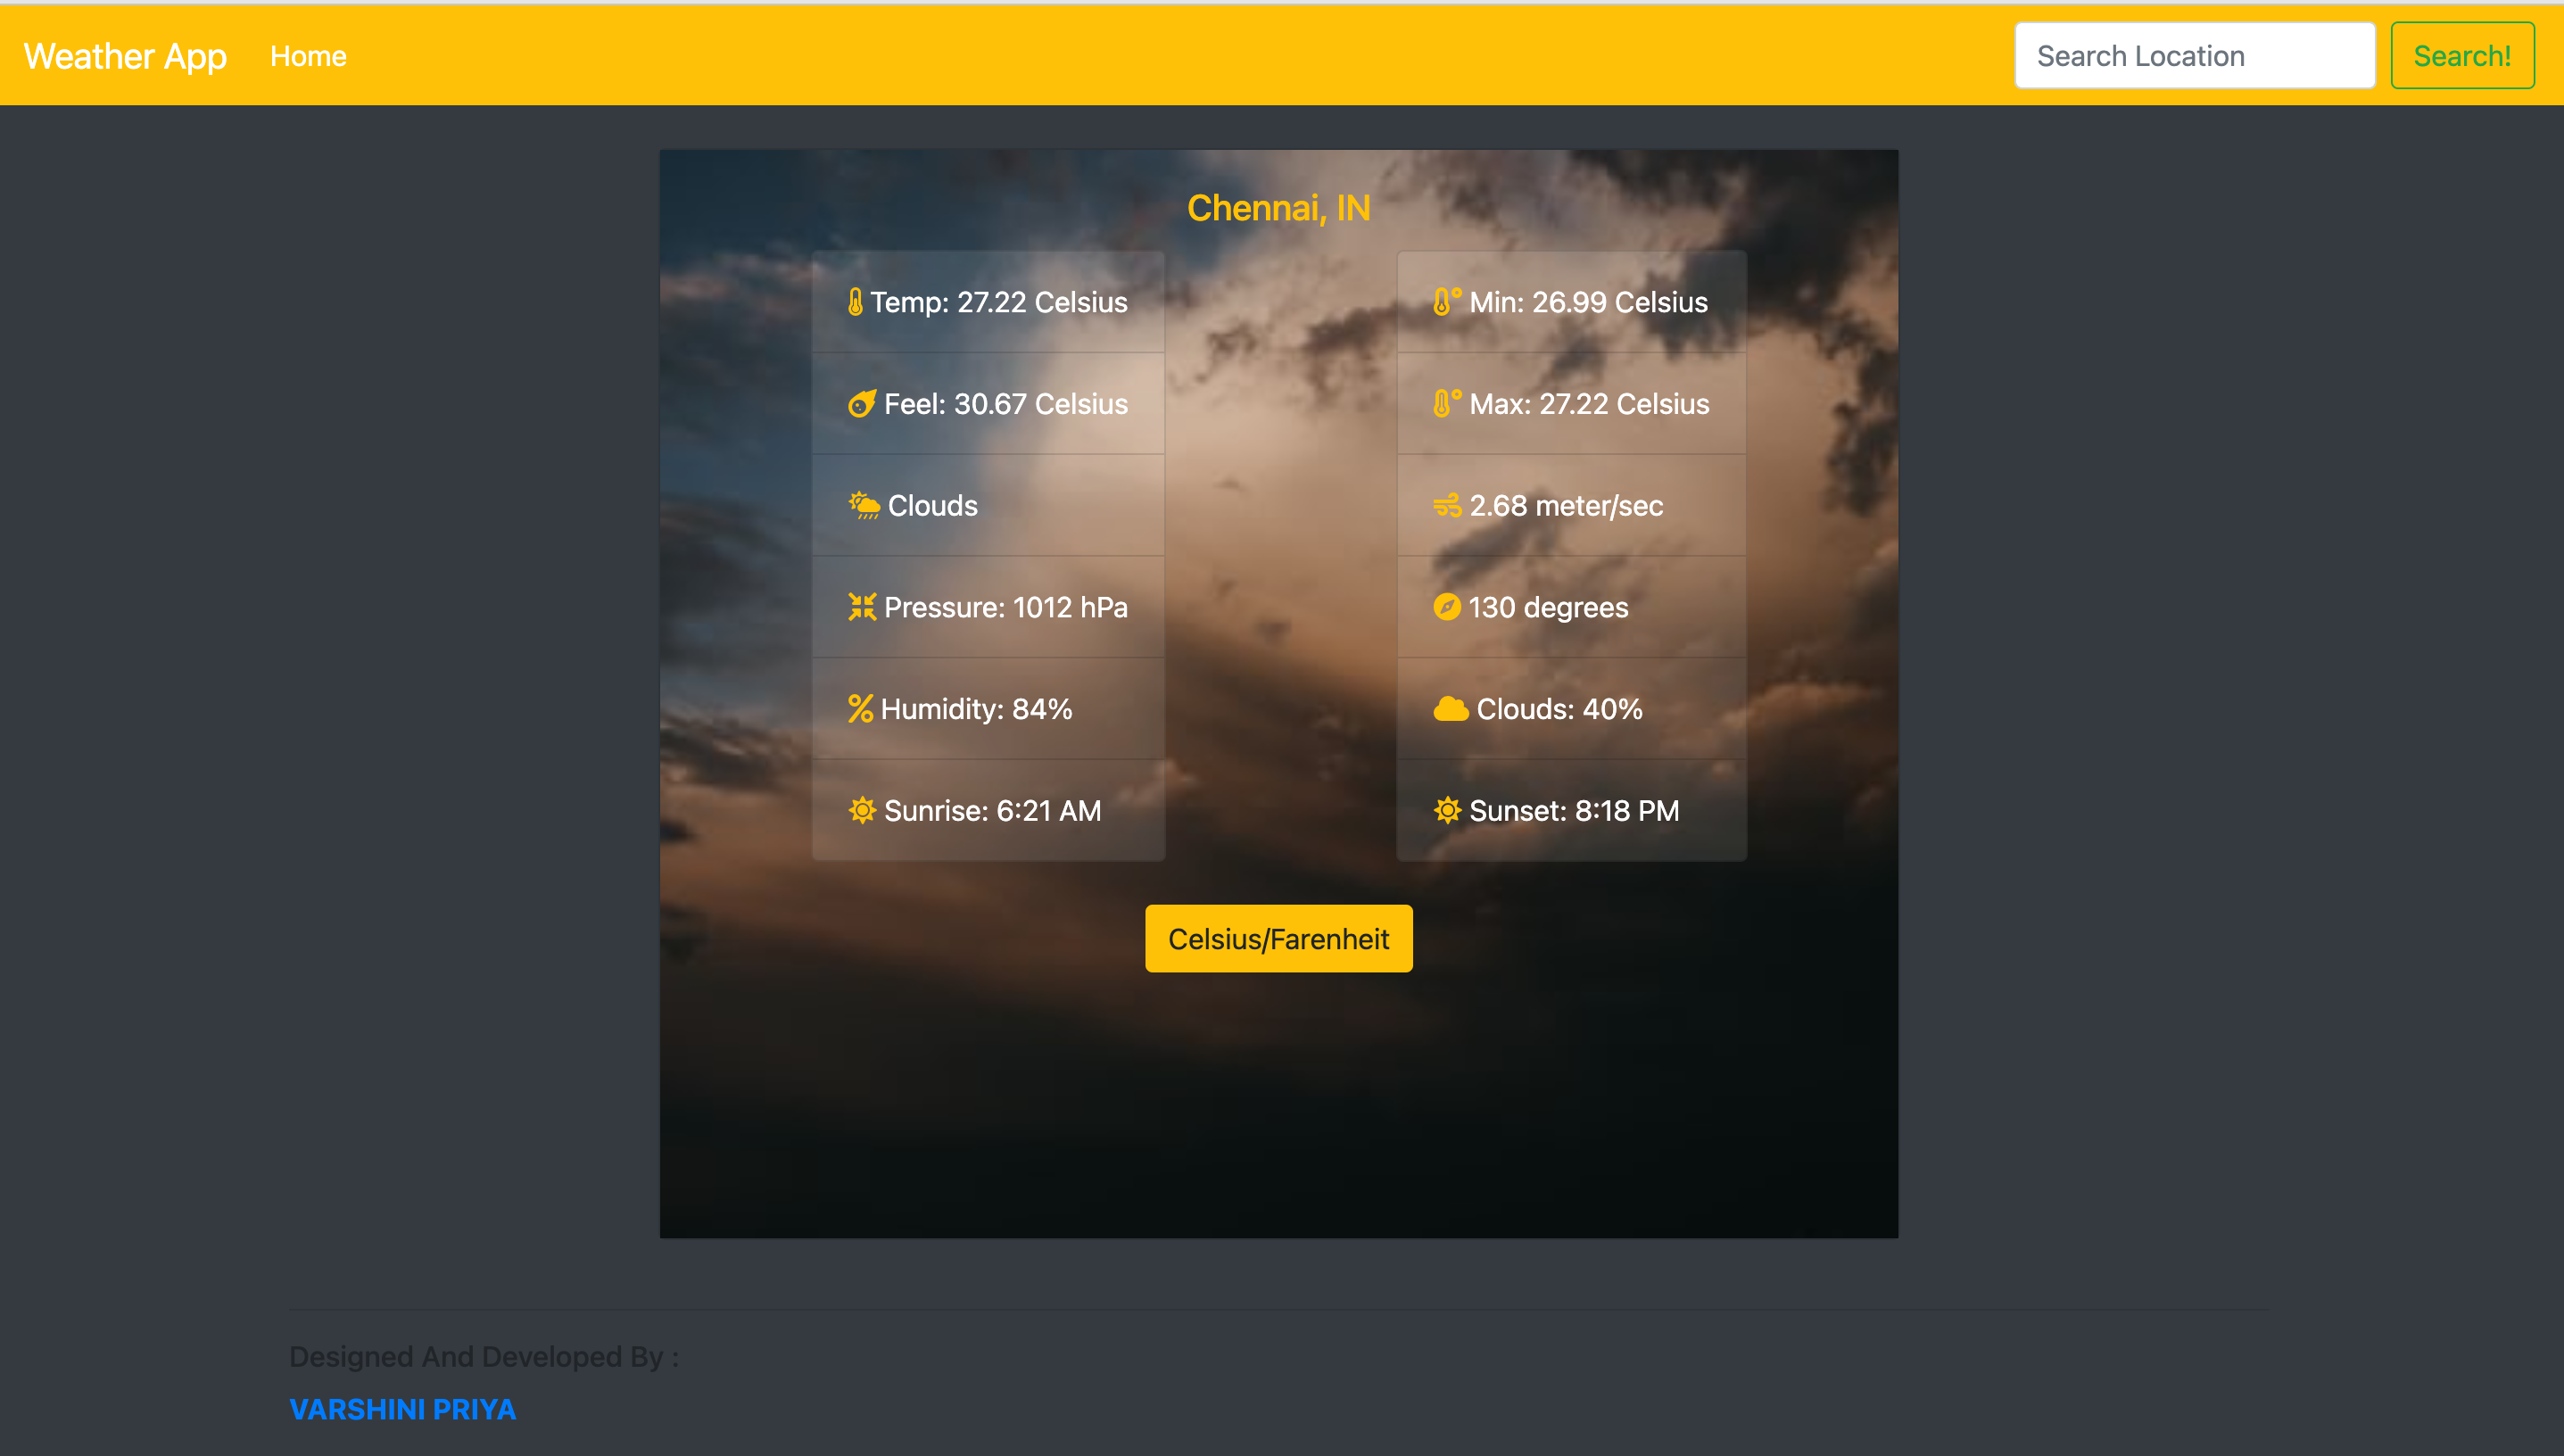 Weather App Home Search Location Search!
Chennai, IN
Temp: 27.22 Celsius
Feel: 30.67 Celsius
Clouds
Pressure: 1012 hPa
Humidity: 84%
Sunrise: 6:21 AM
Min: 26.99 Celsius
Max: 27.22 Celsius
2.68 meter/sec
130 degrees
Clouds: 40%
Sunset: 8:18 PM
Celsius/Farenheit
Designed And Developed By :
VARSHINI PRIYA